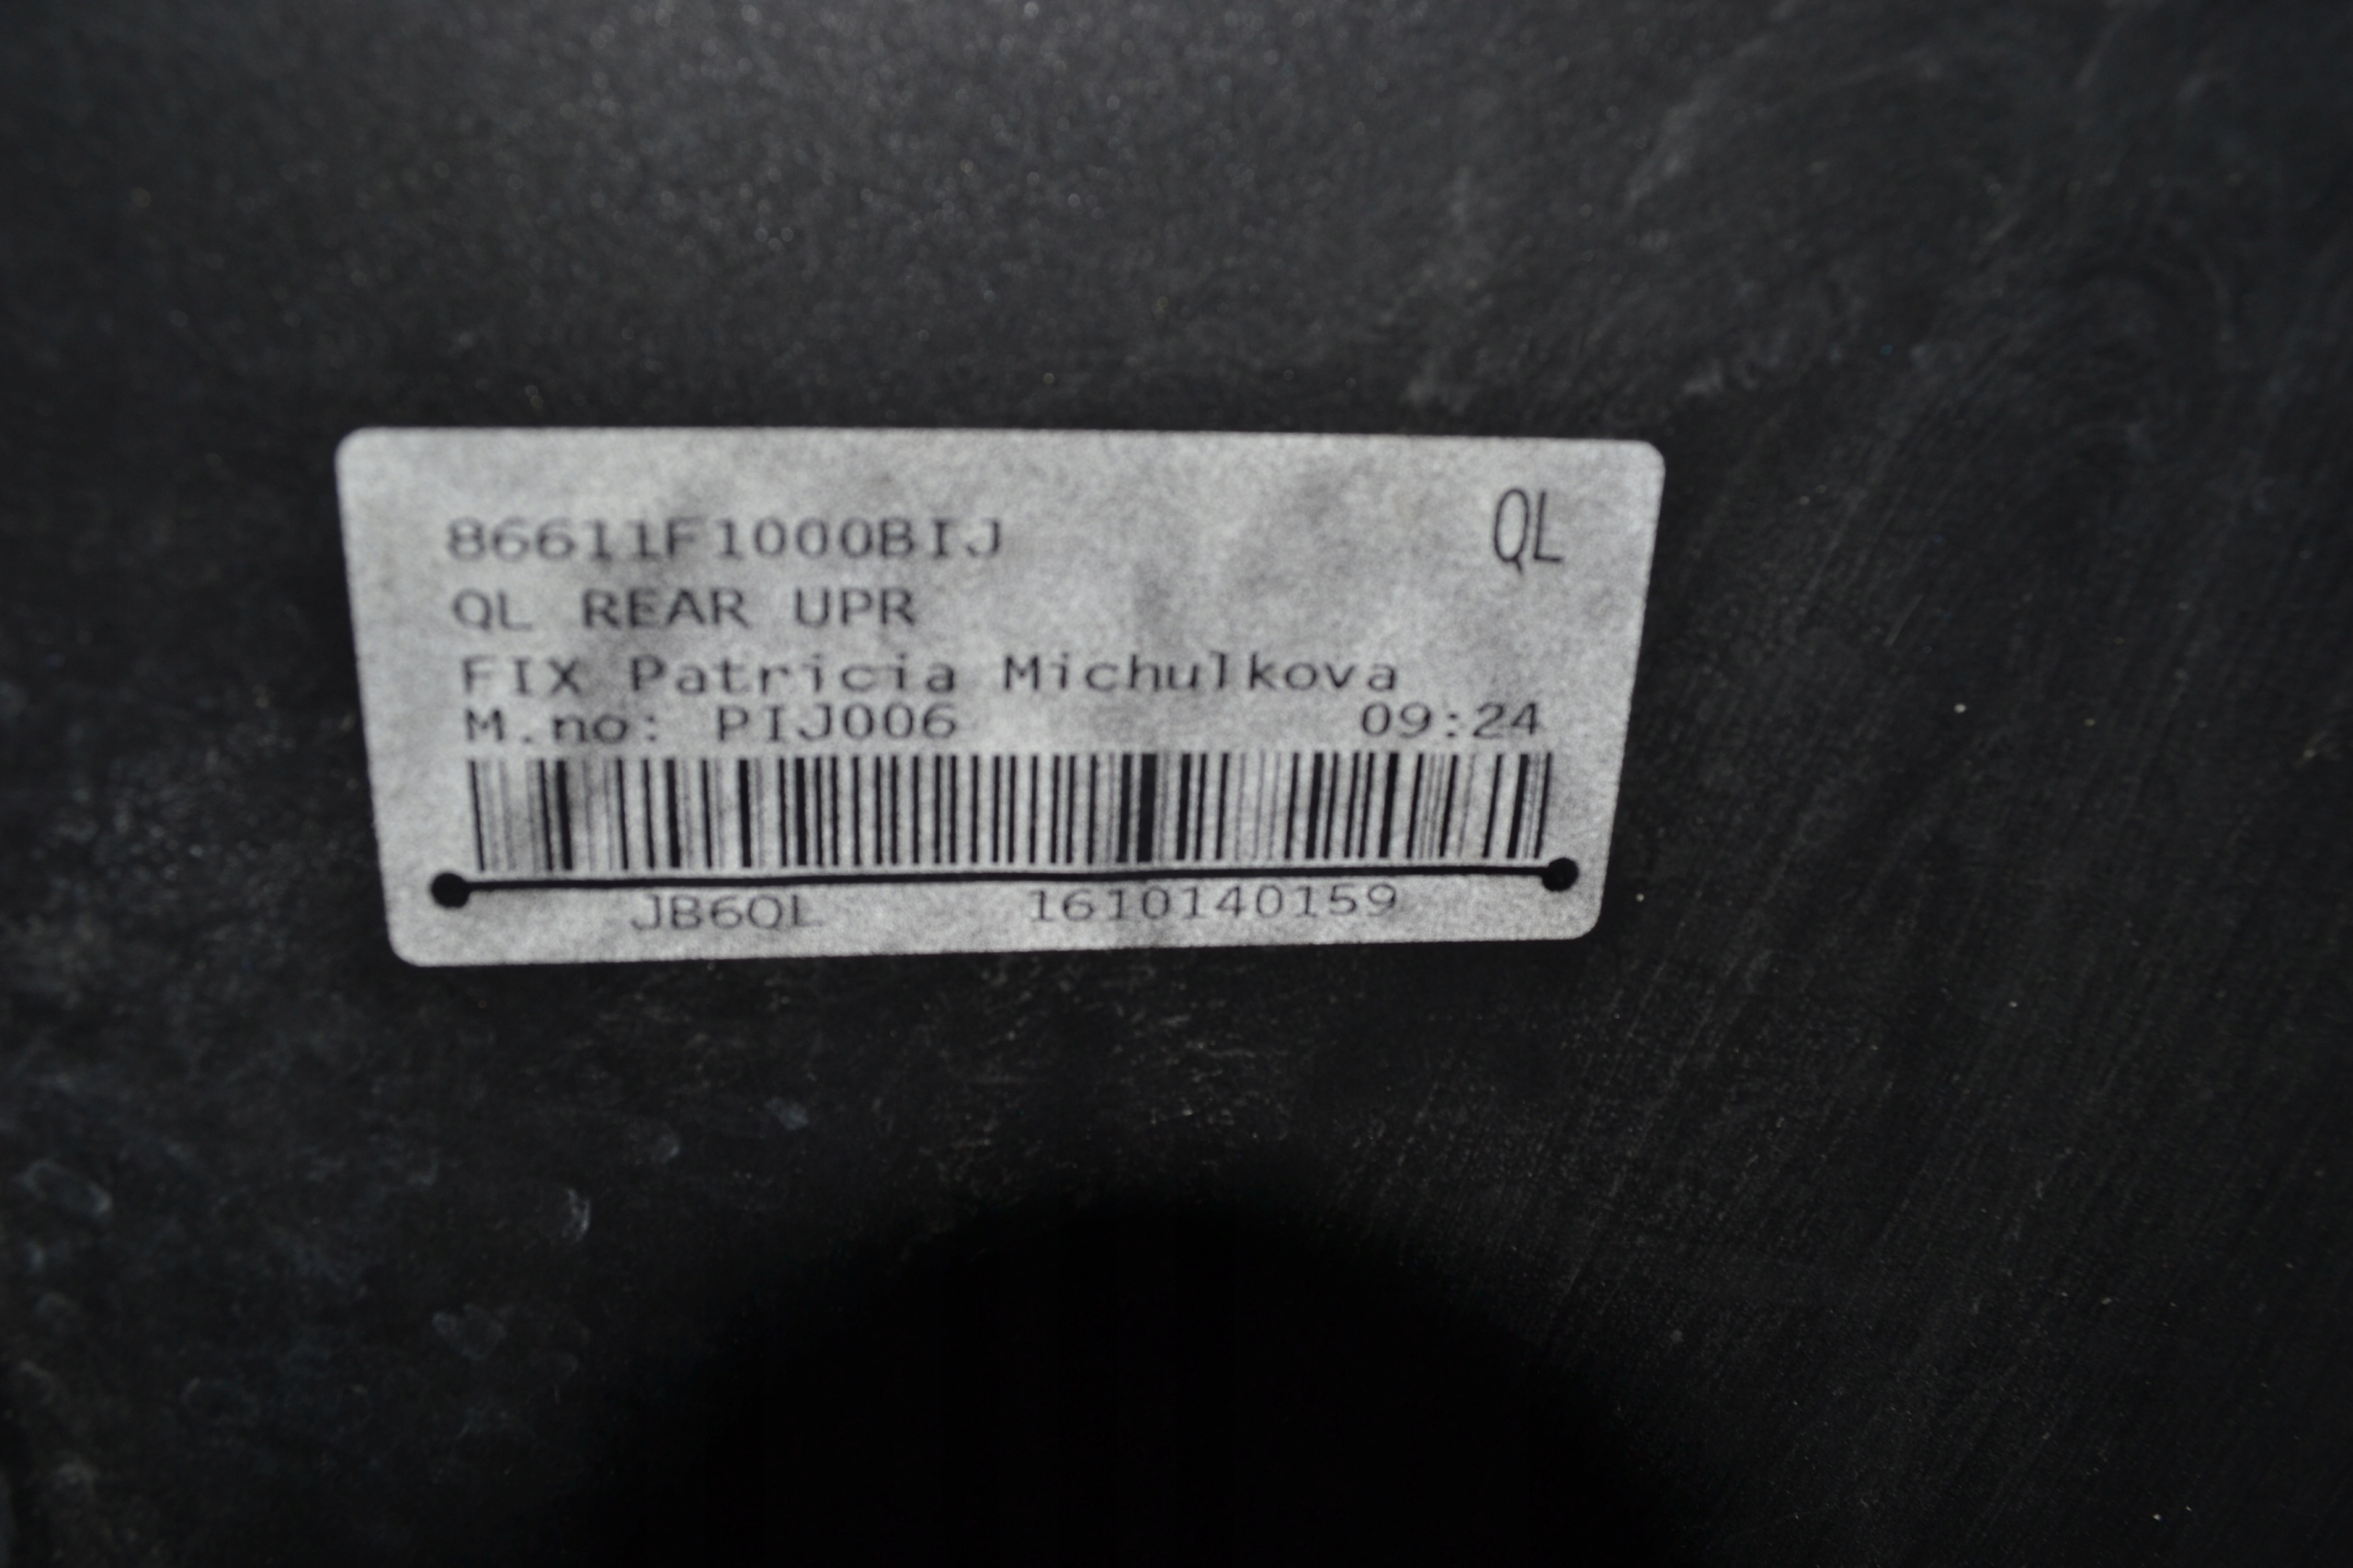 86611F1000BIJ QL
QL REAR UPR
FIX Patricia Michulkova
M.no: PIJ006 09:24
JB6QL 1610140159